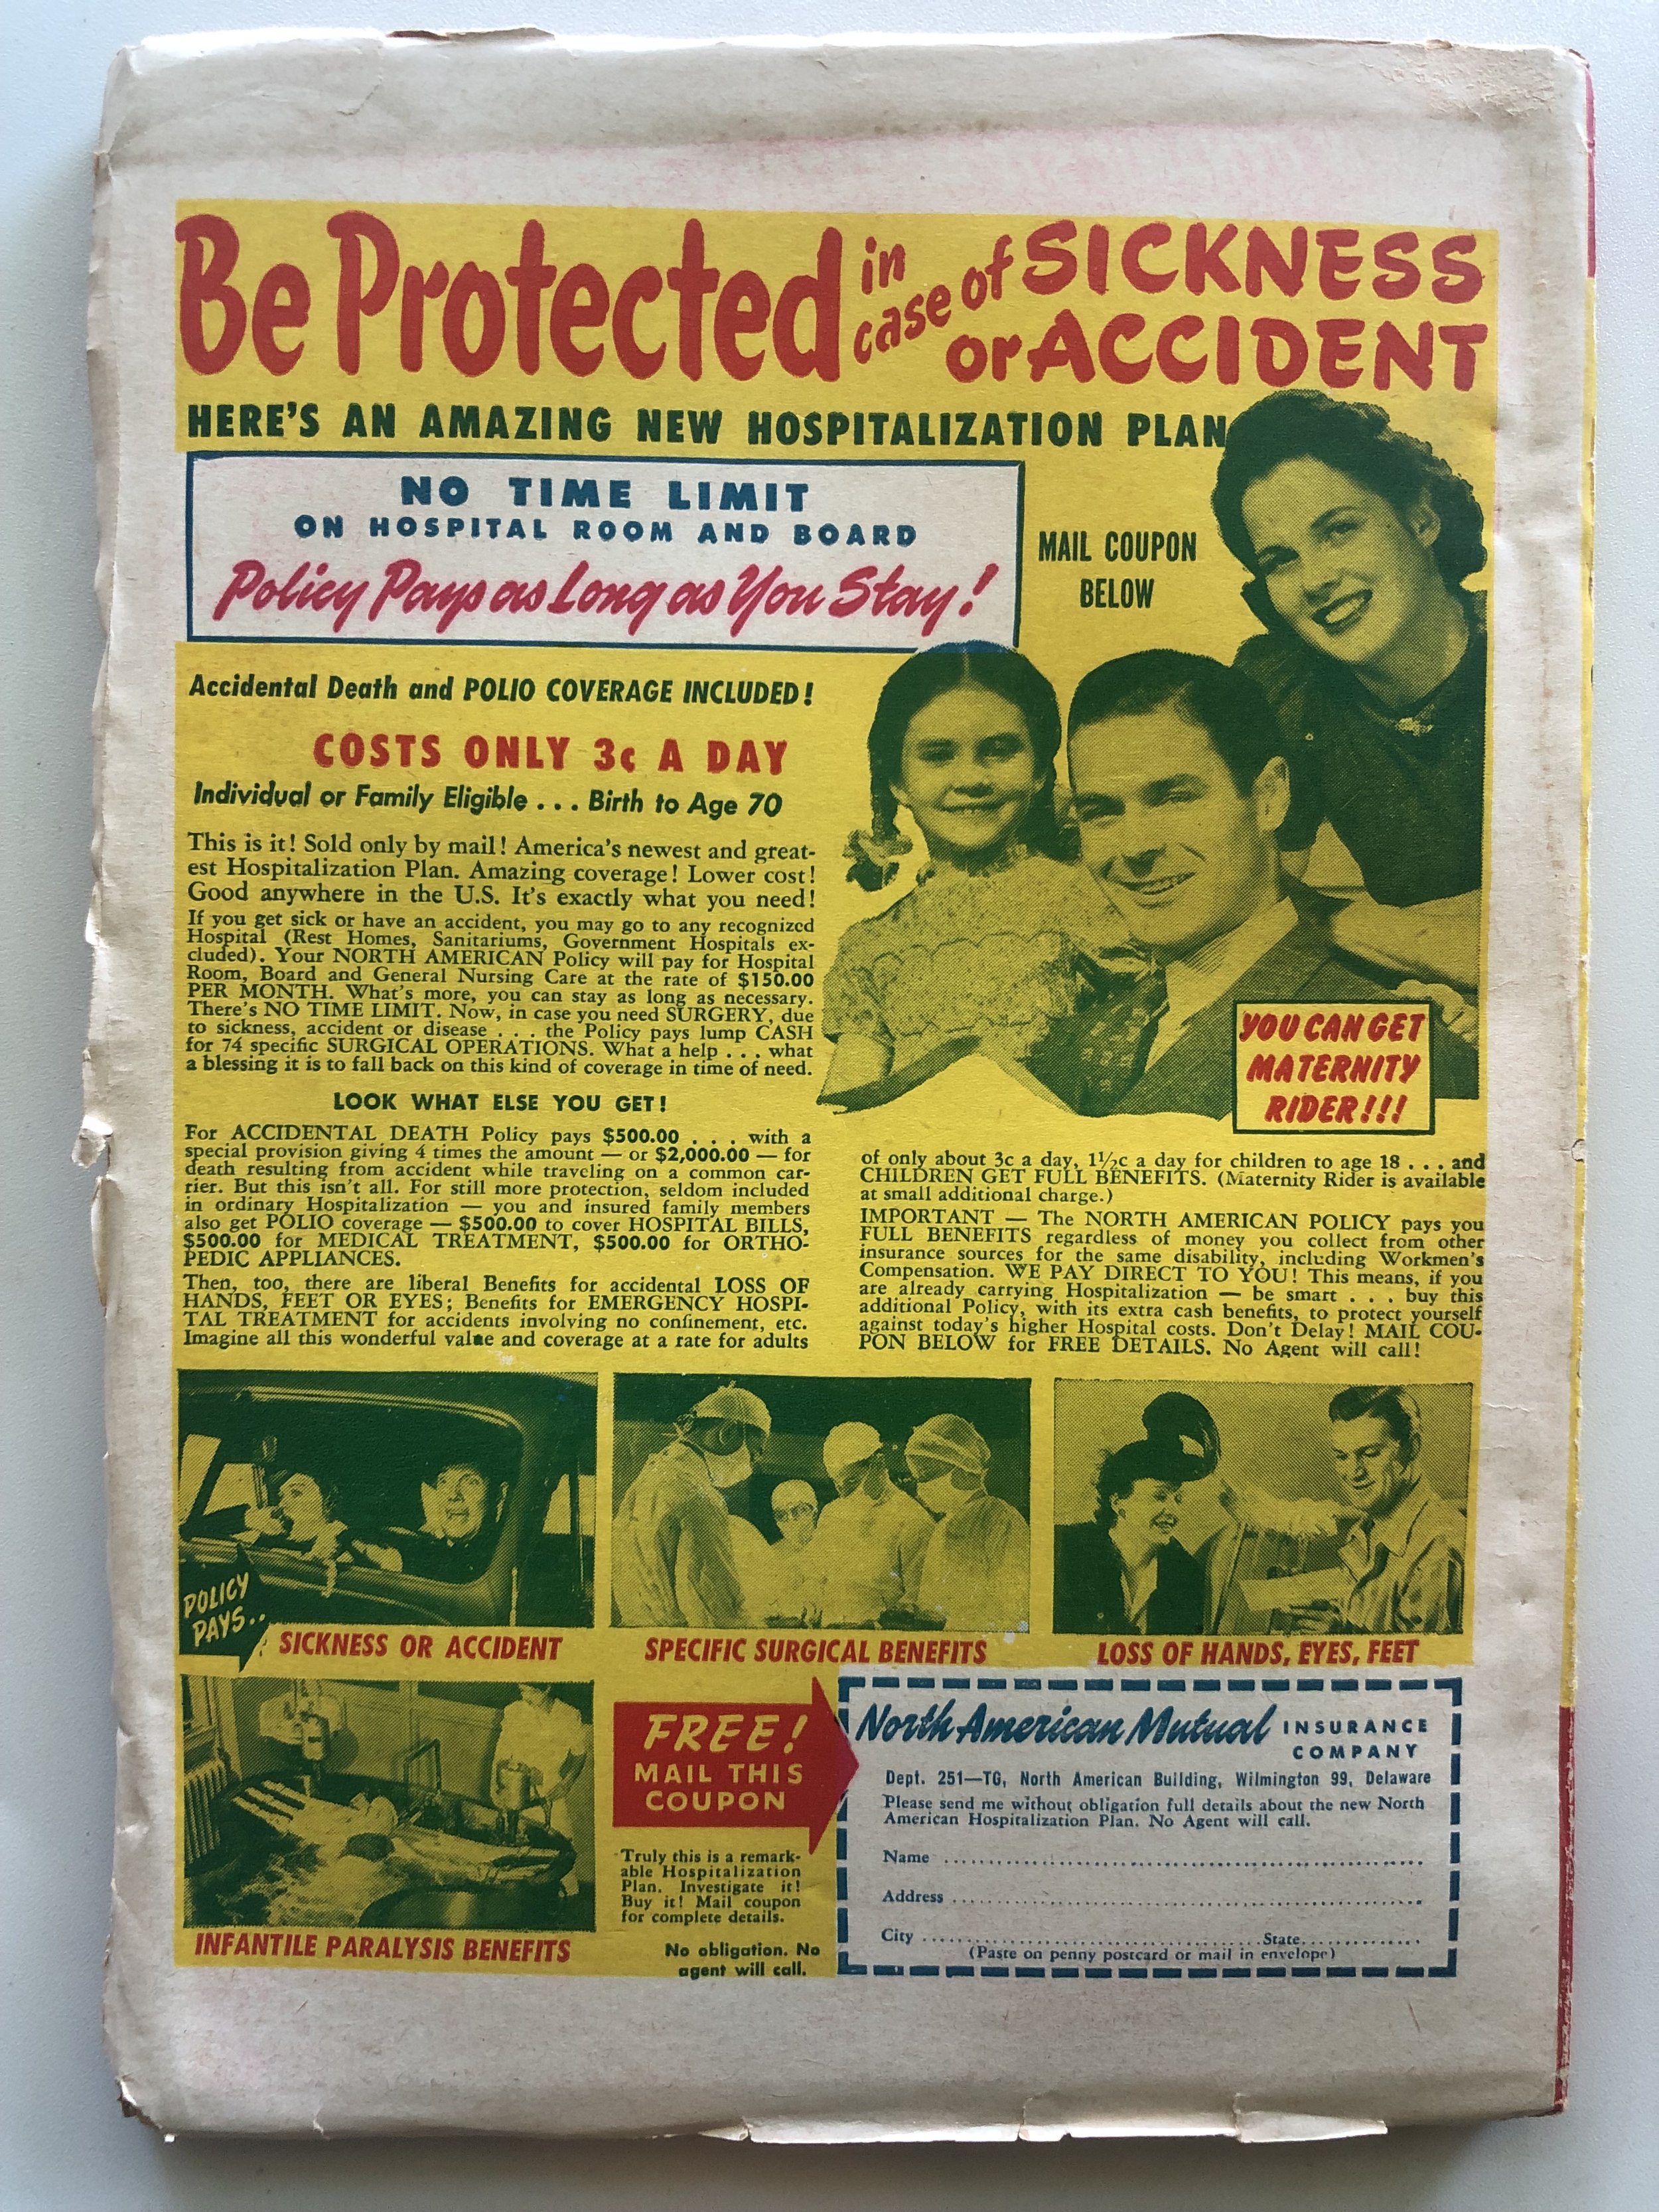 Be Protected in case of SICKNESS or ACCIDENT
HERE'S AN AMAZING NEW HOSPITALIZATION PLAN
NO TIME LIMIT
ON HOSPITAL ROOM AND BOARD
Policy Pays as Long as You Stay!
MAIL COUPON
BELOW
Accidental Death and POLIO COVERAGE INCLUDED!
COSTS ONLY 3c A DAY
Individual or Family Eligible . . . Birth to Age 70
This is it! Sold only by mail! America's newest and great-
est Hospitalization Plan. Amazing coverage! Lower cost!
Good anywhere in the U.S. It's exactly what you need!
If you get sick or have an accident, you may go to any recognized
Hospital (Rest Homes, Sanitariums, Government Hospitals ex-
cluded). Your NORTH AMERICAN Policy will pay for Hospital
Room, Board and General Nursing Care at the rate of $150.00
PER MONTH. What's more, you can stay as long as necessary.
There's NO TIME LIMIT. Now, in case you need SURGERY, due
to sickness, accident or disease . . . the Policy pays lump CASH
for 74 specific SURGICAL OPERATIONS. What a help . . . what
a blessing it is to fall back on this kind of coverage in time of need.
YOU CAN GET
MATERNITY
RIDER!!!
LOOK WHAT ELSE YOU GET!
For ACCIDENTAL DEATH Policy pays $500.00 . . . with a
special provision giving 4 times the amount — or $2,000.00 — for
death resulting from accident while traveling on a common car-
rier. But this isn't all. For still more protection, seldom included
in ordinary Hospitalization — you and insured family members
also get POLIO coverage — $500.00 to cover HOSPITAL BILLS,
$500.00 for MEDICAL TREATMENT, $500.00 for ORTHO-
PEDIC APPLIANCES.
Then, too, there are liberal Benefits for accidental LOSS OF
HANDS, FEET OR EYES; Benefits for EMERGENCY HOSPI-
TAL TREATMENT for accidents involving no confinement, etc.
Imagine all this wonderful value and coverage at a rate for adults
of only about 3c a day, 1½c a day for children to age 18 . . . and
CHILDREN GET FULL BENEFITS. (Maternity Rider is available
at small additional charge.)
IMPORTANT — The NORTH AMERICAN POLICY pays you
FULL BENEFITS regardless of money you collect from other
insurance sources for the same disability, including Workmen's
Compensation. WE PAY DIRECT TO YOU! This means, if you
are already carrying Hospitalization — be smart . . . buy this
additional Policy, with its extra cash benefits, to protect yourself
against today's higher Hospital costs. Don't Delay! MAIL COU-
PON BELOW for FREE DETAILS. No Agent will call!
POLICY
PAYS..
SICKNESS OR ACCIDENT
SPECIFIC SURGICAL BENEFITS
LOSS OF HANDS, EYES, FEET
INFANTILE PARALYSIS BENEFITS
FREE!
MAIL THIS
COUPON
Truly this is a remark-
able Hospitalization
Plan. Investigate it!
Buy it! Mail coupon
for complete details.
No obligation. No
agent will call.
North American Mutual INSURANCE
COMPANY
Dept. 251—TG, North American Building, Wilmington 99, Delaware
Please send me without obligation full details about the new North
American Hospitalization Plan. No Agent will call.
Name
Address
City State
(Paste on penny postcard or mail in envelope)